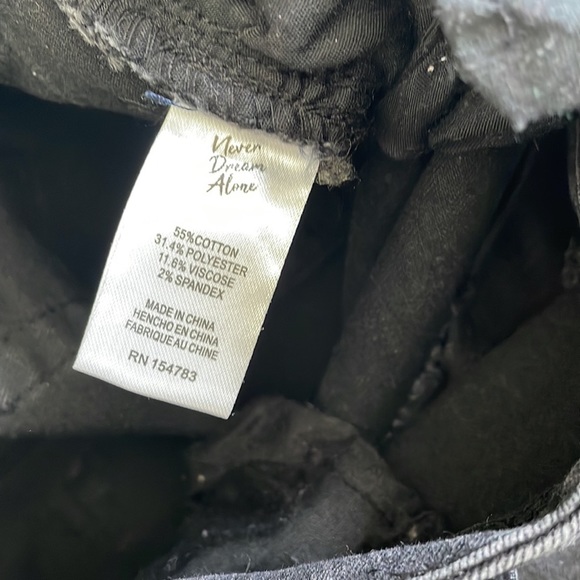 Never
Dream
Alone
55%COTTON
31.4%POLYESTER
11.6%VISCOSE
2% SPANDEX
MADE IN CHINA
HENCHO EN CHINA
FABRIQUE AU CHINE
RN 154783